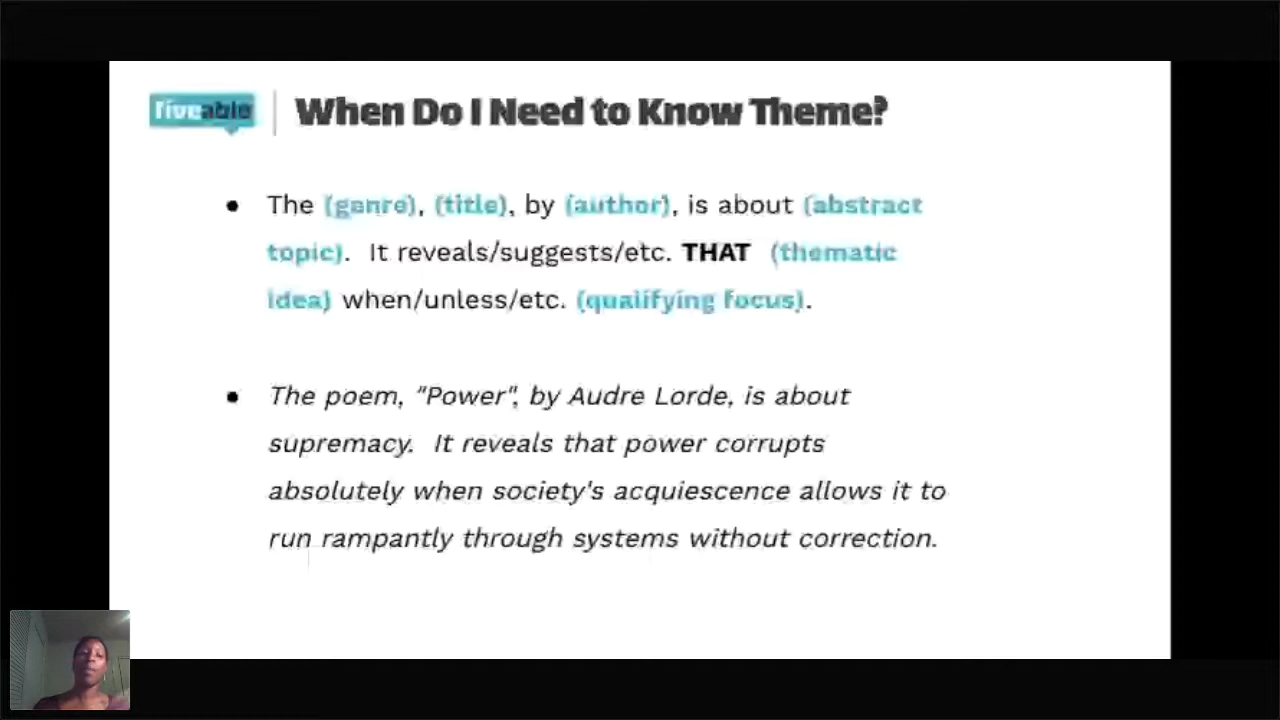 fiveable
When Do I Need to Know Theme?
● The (genre), (title), by (author), is about (abstract
topic). It reveals/suggests/etc. THAT (thematic
idea) when/unless/etc. (qualifying focus).
● The poem, "Power", by Audre Lorde, is about
supremacy. It reveals that power corrupts
absolutely when society's acquiescence allows it to
run rampantly through systems without correction.